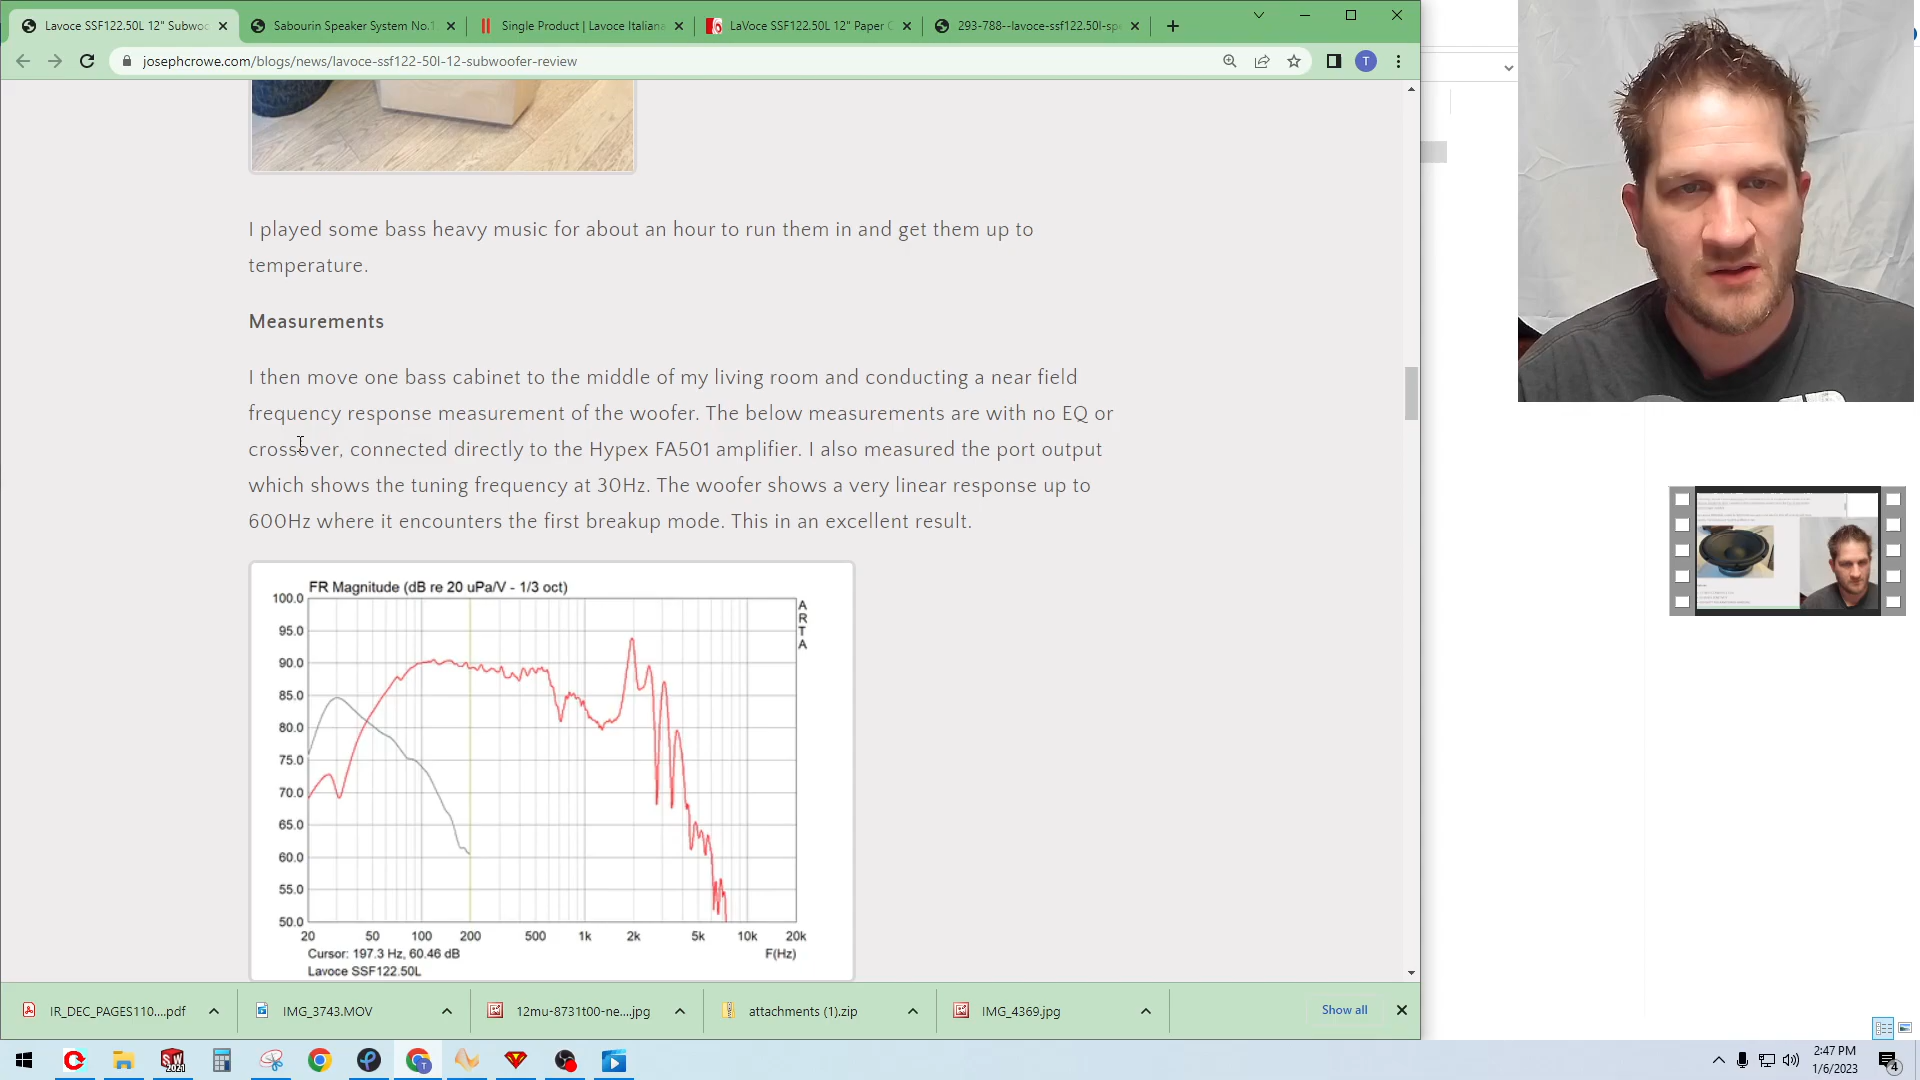 Lavoce SSF122.50L 12" Subwoo
Sabourin Speaker System No.1
Single Product | Lavoce Italiana
LaVoce SSF122.50L 12" Paper C
293-788--lavoce-ssf122.50l-spe
josephcrowe.com/blogs/news/lavoce-ssf122-50l-12-subwoofer-review
T
I played some bass heavy music for about an hour to run them in and get them up to
temperature.
Measurements
I then move one bass cabinet to the middle of my living room and conducting a near field
frequency response measurement of the woofer. The below measurements are with no EQ or
crossover, connected directly to the Hypex FA501 amplifier. I also measured the port output
which shows the tuning frequency at 30Hz. The woofer shows a very linear response up to
600Hz where it encounters the first breakup mode. This in an excellent result.
FR Magnitude (dB re 20 uPa/V - 1/3 oct)
100.0
95.0
90.0
85.0
80.0
75.0
70.0
65.0
60.0
55.0
50.0
A
R
T
A
20 50 100 200 500 1k 2k 5k 10k 20k
Cursor: 197.3 Hz, 60.46 dB F(Hz)
Lavoce SSF122.50L
IR_DEC_PAGES110....pdf
IMG_3743.MOV
12mu-8731t00-ne....jpg
attachments (1).zip
IMG_4369.jpg
Show all
2:47 PM
1/6/2023
4